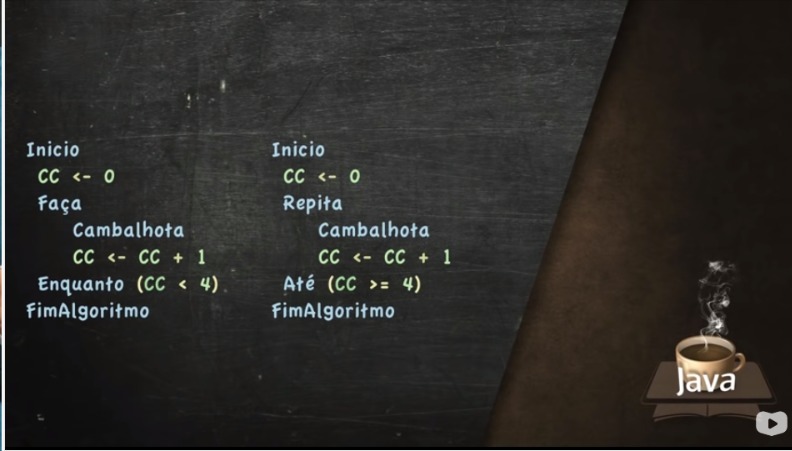 Inicio
CC <- 0
Faça
Cambalhota
CC <- CC + 1
Enquanto (CC < 4)
FimAlgoritmo
Inicio
CC <- 0
Repita
Cambalhota
CC <- CC + 1
Até (CC >= 4)
FimAlgoritmo
Java